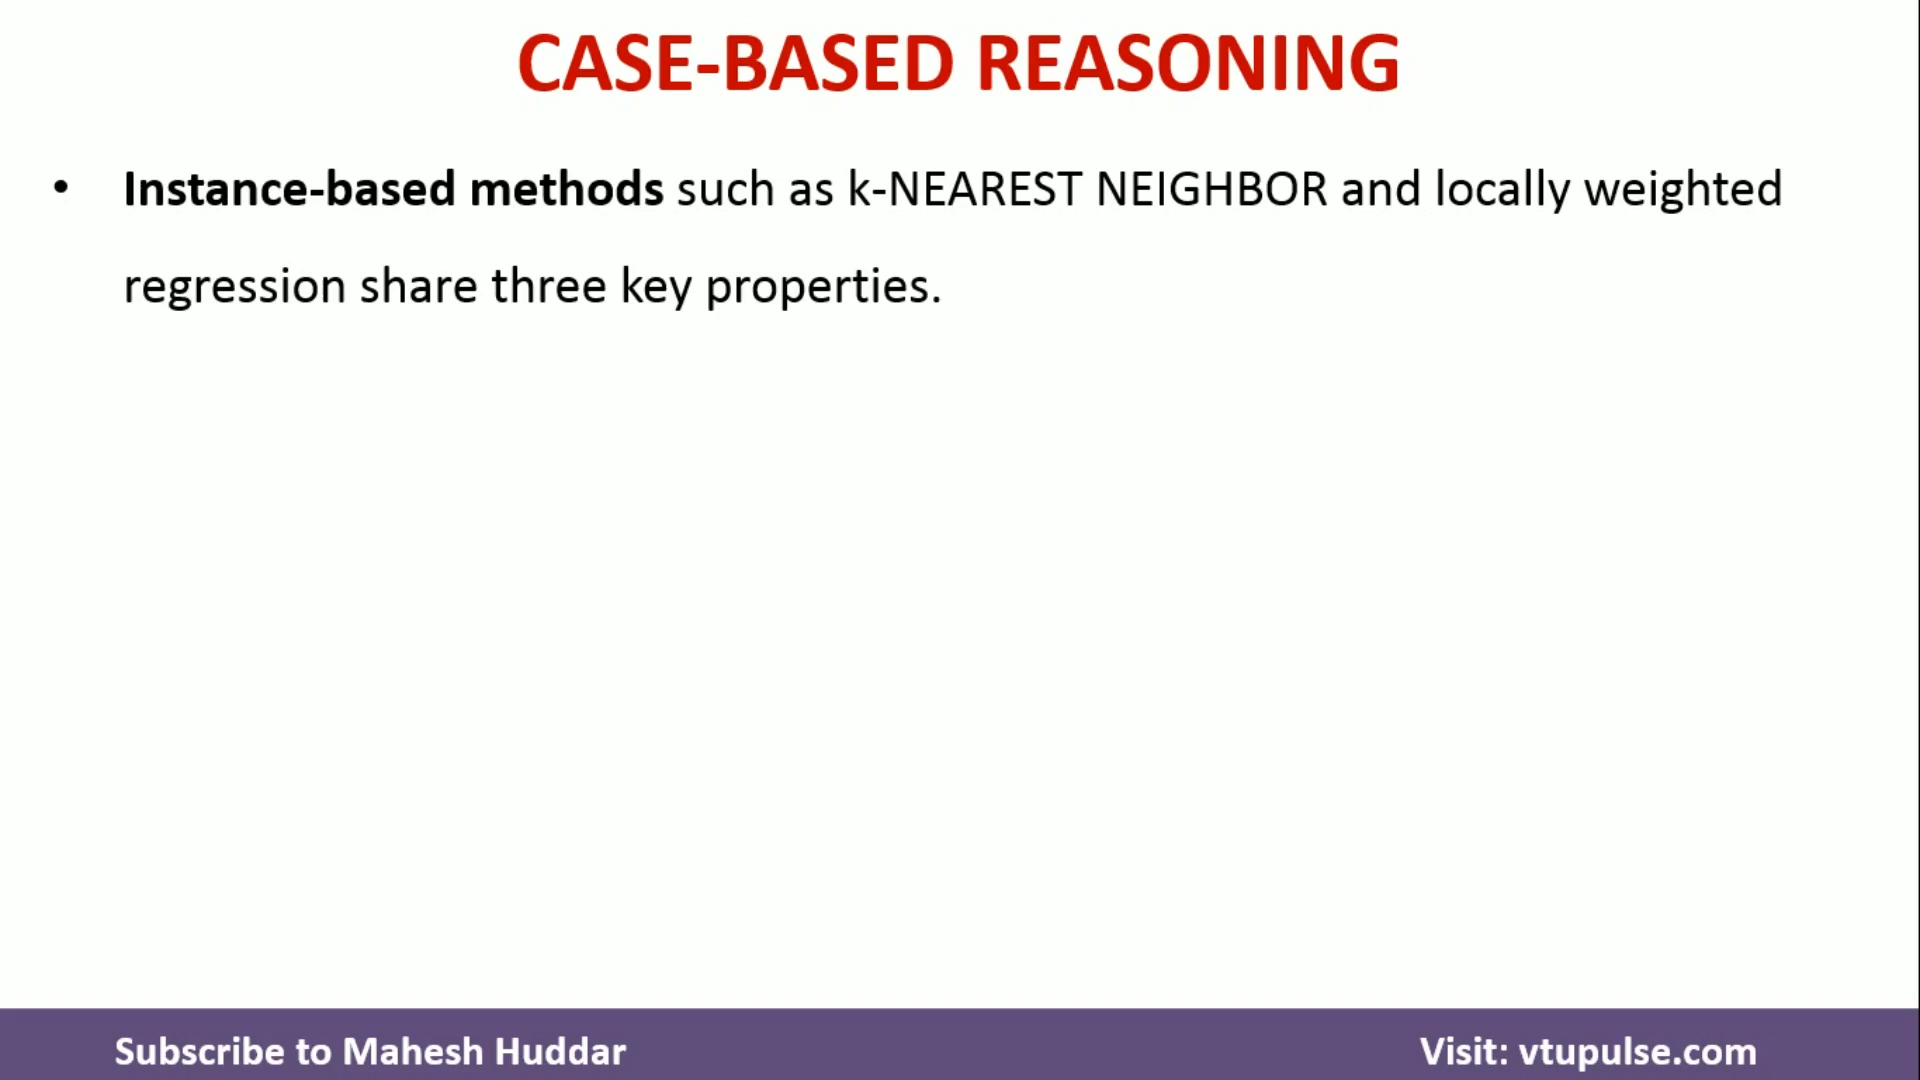 CASE-BASED REASONING
• Instance-based methods such as k-NEAREST NEIGHBOR and locally weighted
regression share three key properties.
Subscribe to Mahesh Huddar
Visit: vtupulse.com